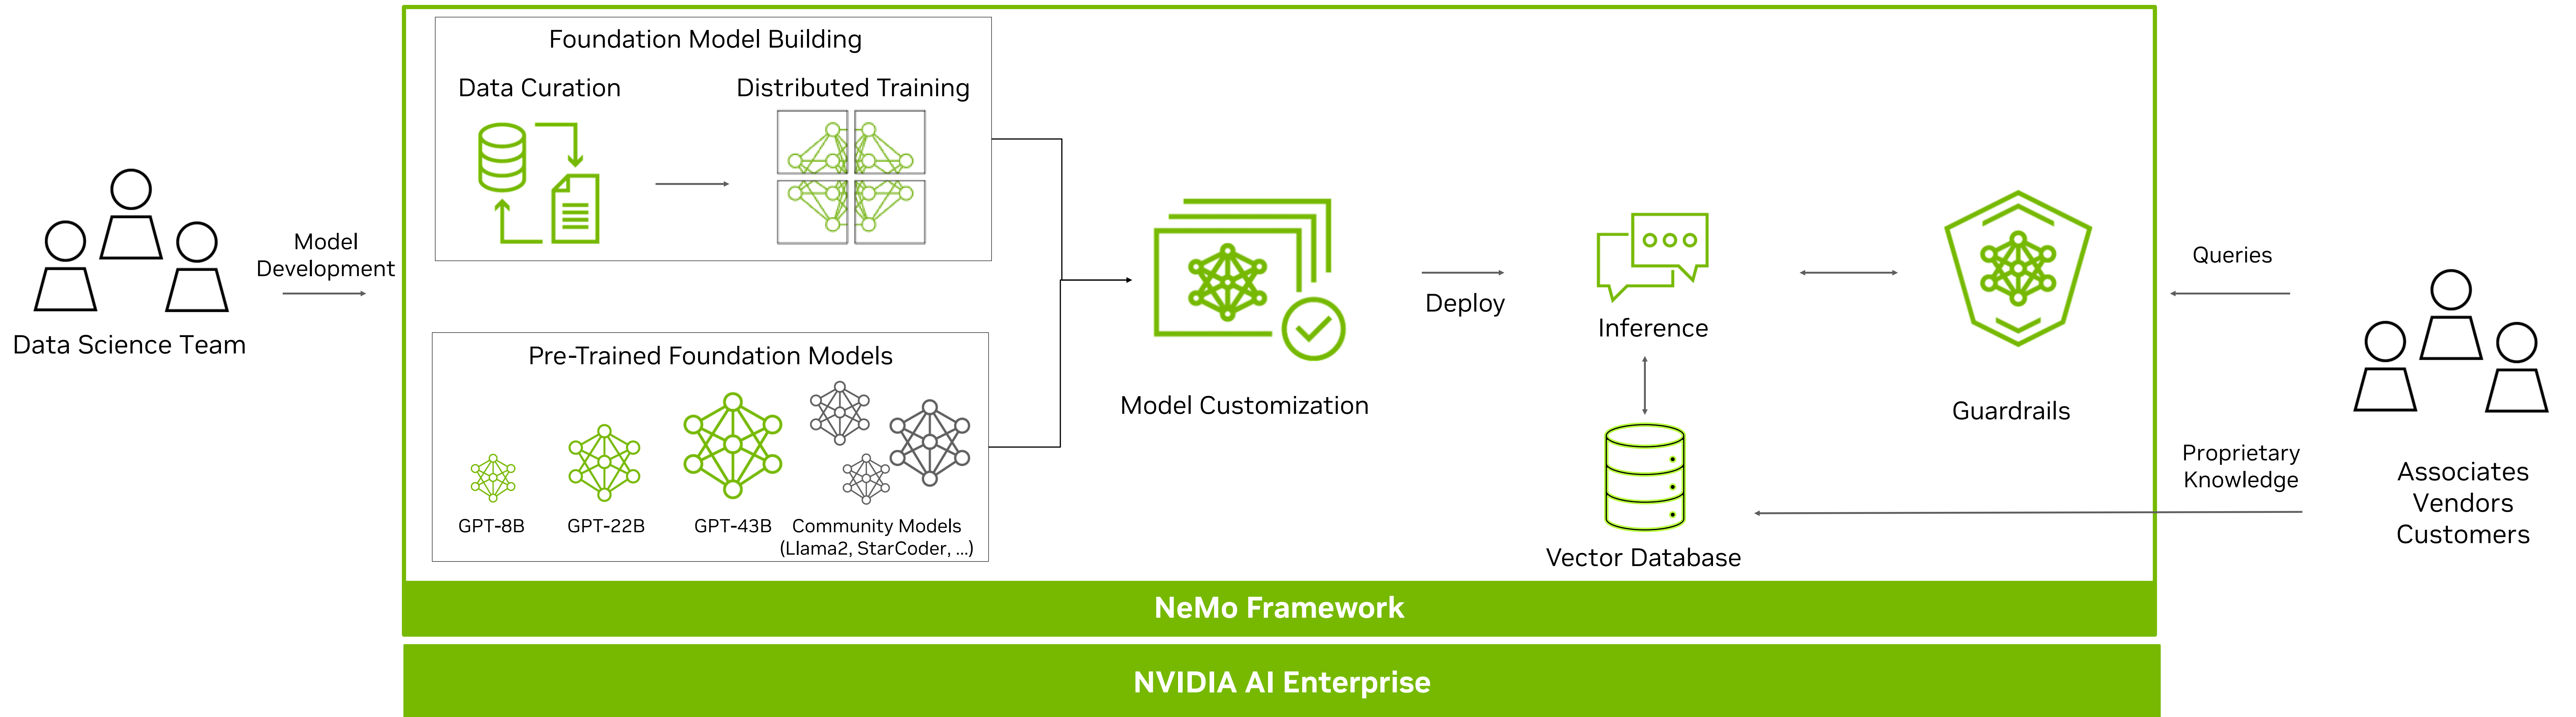 Foundation Model Building
Data Curation
Distributed Training
Model
Development
Data Science Team
Pre-Trained Foundation Models
GPT-8B
GPT-22B
GPT-43B
Community Models
(Llama2, StarCoder, ...)
Model Customization
Deploy
Inference
Vector Database
Guardrails
Queries
Proprietary
Knowledge
Associates
Vendors
Customers
NeMo Framework
NVIDIA AI Enterprise